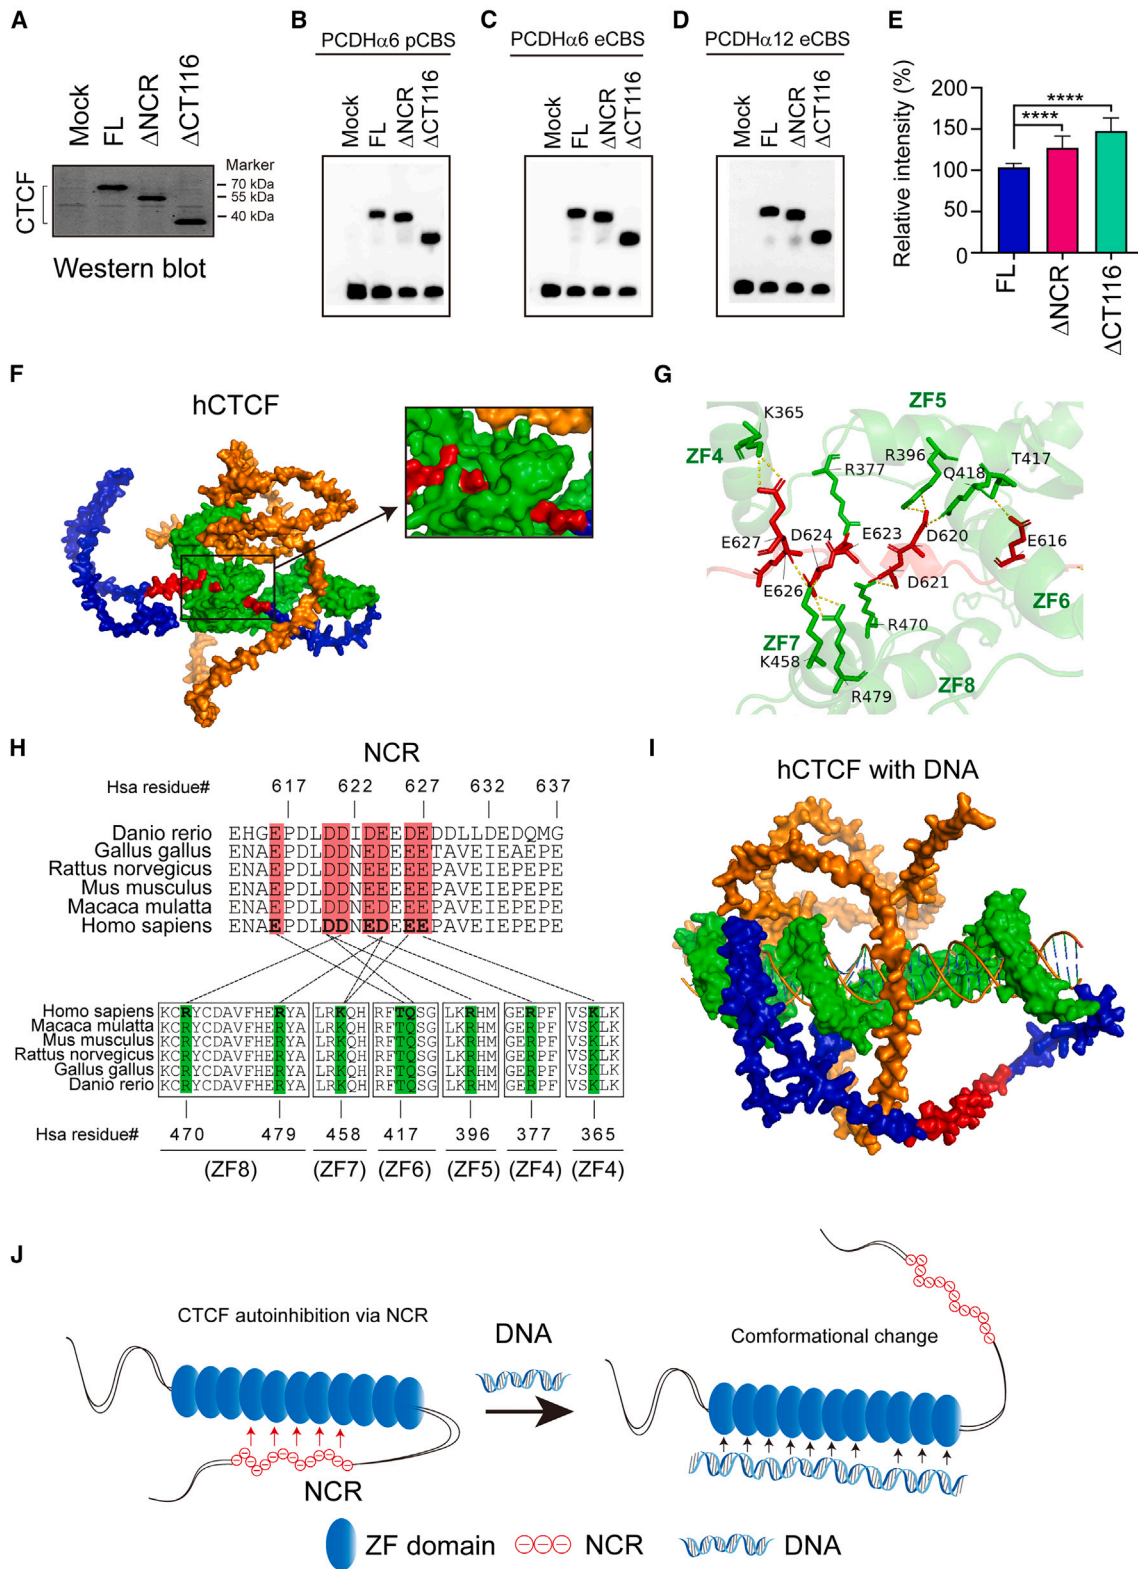 A
Mock
FL
ΔNCR
ΔCT116
Marker
70 kDa
55 kDa
40 kDa
CTCF
Western blot
B
PCDHα6 pCBS
Mock
FL
ΔNCR
ΔCT116
C
PCDHα6 eCBS
Mock
FL
ΔNCR
ΔCT116
D
PCDHα12 eCBS
Mock
FL
ΔNCR
ΔCT116
E
Relative intensity (%)
200
150
100
50
0
****
****
FL
ΔNCR
ΔCT116
F
hCTCF
G
K365
ZF5
ZF4
R396
T417
R377
Q418
E627
D624
E623
D620
E616
E626
D621
ZF6
R470
ZF7
K458
ZF8
R479
H
NCR
Hsa residue#
617 622 627 632 637
Danio rerio EHGEPDLDDIDEEDEDDLLDEDQMG
Gallus gallus ENAEPDLDDNEDEEETAVEIEAEPE
Rattus norvegicus ENAEPDLDDNEEEEEPAVEIEPEPE
Mus musculus ENAEPDLDDNEEEEEPAVEIEPEPE
Macaca mulatta ENAEPDLDDNEDEEEPAVEIEPEPE
Homo sapiens ENAEPDLDDNEDEEEPAVEIEPEPE
Homo sapiens KCRYCDAVFHERYA LRKQH RFTQSG LKRHM GERPF VSKLK
Macaca mulatta KCRYCDAVFHERYA LRKQH RFTQSG LKRHM GERPF VSKLK
Mus musculus KCRYCDAVFHERYA LRKQH RFTQSG LKRHM GERPF VSKLK
Rattus norvegicus KCRYCDAVFHERYA LRKQH RFTQSG LKRHM GERPF VSKLK
Gallus gallus KCRYCDAVFHERYA LRKQH RFTQSG LKRHM GERPF VSKLK
Danio rerio KCRYCDAVFHERYA LRKQH RFTQSG LKRHM GERPF VSKLK
Hsa residue# 470 479 458 417 396 377 365
(ZF8) (ZF7) (ZF6) (ZF5) (ZF4) (ZF4)
I
hCTCF with DNA
J
CTCF autoinhibition via NCR
DNA
Comformational change
NCR
ZF domain
NCR
DNA